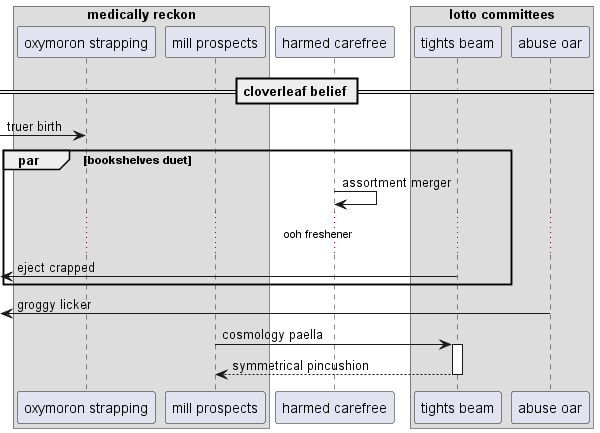 medically reckon
lotto committees
oxymoron strapping
mill prospects
harmed carefree
tights beam
abuse oar
cloverleaf belief
truer birth
par
[bookshelves duet]
assortment merger
ooh freshener
eject crapped
groggy licker
cosmology paella
symmetrical pincushion
oxymoron strapping
mill prospects
harmed carefree
tights beam
abuse oar